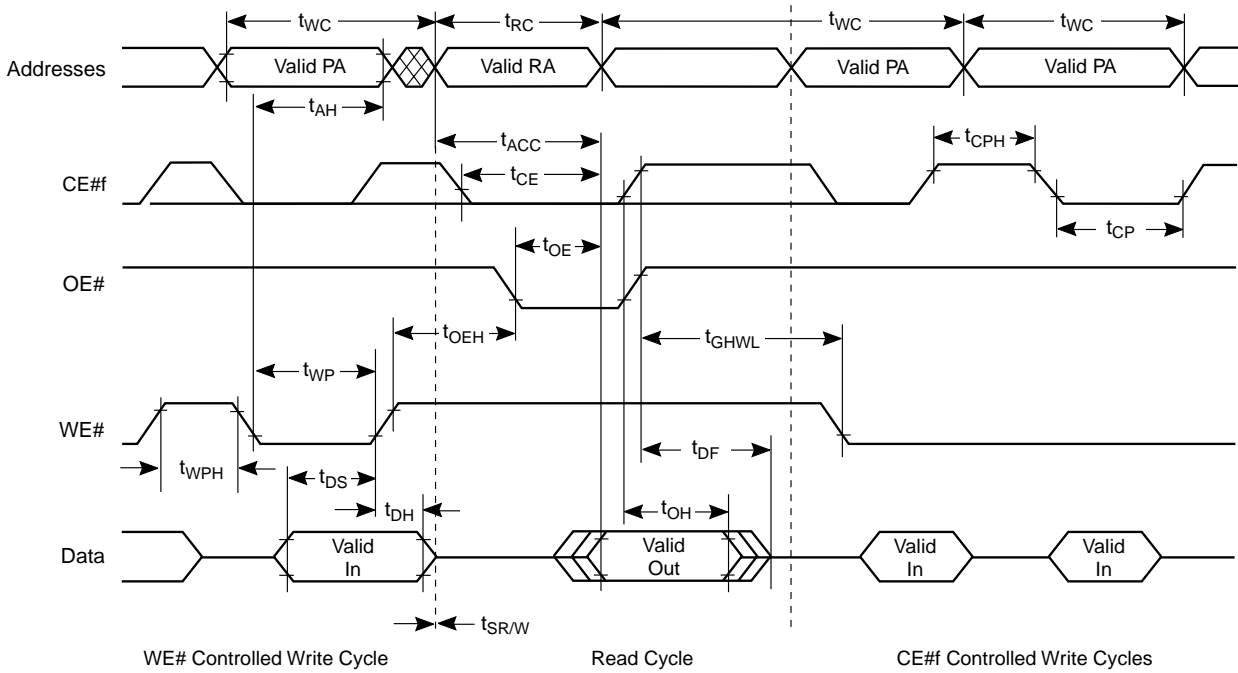 tWC tRC tWC tWC
Addresses Valid PA Valid RA Valid PA Valid PA
tAH
tACC tCPH
CE#f tCE
tCP
tOE
OE#
tOEH tGHWL
tWP
WE#
tWPH tDS tDF
tDH tOH
Data Valid In Valid Out Valid In Valid In
tSR/W
WE# Controlled Write Cycle Read Cycle CE#f Controlled Write Cycles